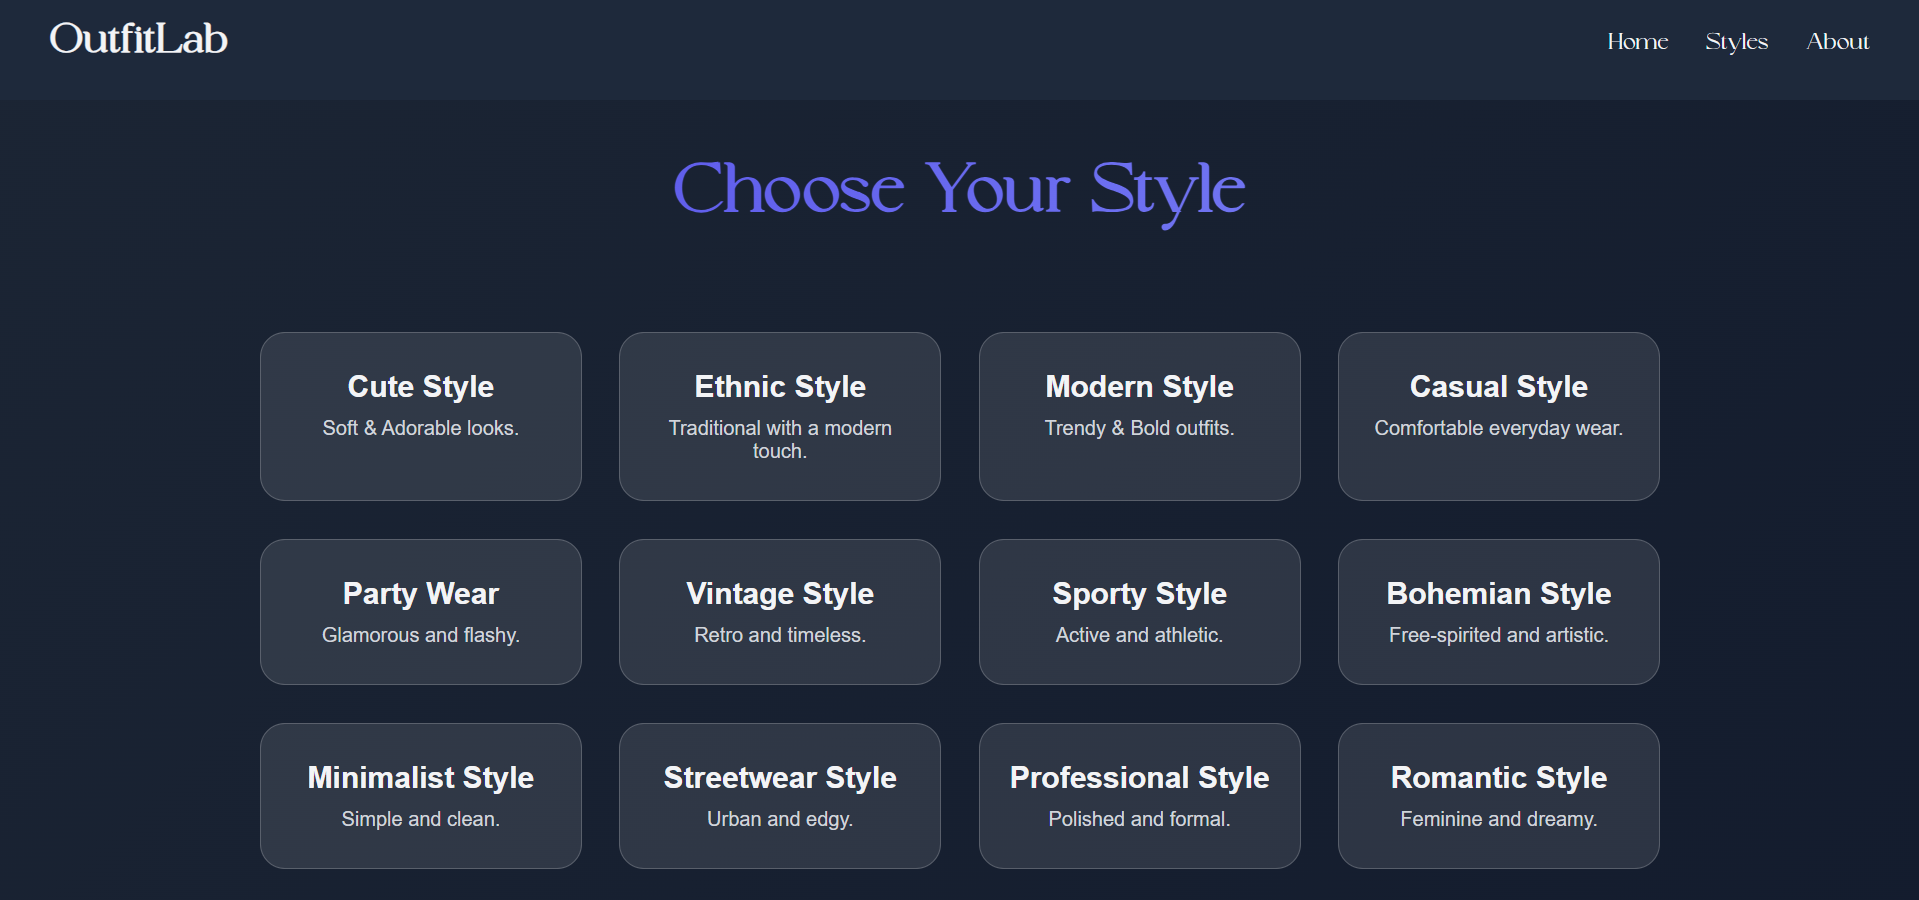 OutfitLab
Home
Styles
About
Choose Your Style
Cute Style
Soft & Adorable looks.
Ethnic Style
Traditional with a modern
touch.
Modern Style
Trendy & Bold outfits.
Casual Style
Comfortable everyday wear.
Party Wear
Glamorous and flashy.
Vintage Style
Retro and timeless.
Sporty Style
Active and athletic.
Bohemian Style
Free-spirited and artistic.
Minimalist Style
Simple and clean.
Streetwear Style
Urban and edgy.
Professional Style
Polished and formal.
Romantic Style
Feminine and dreamy.